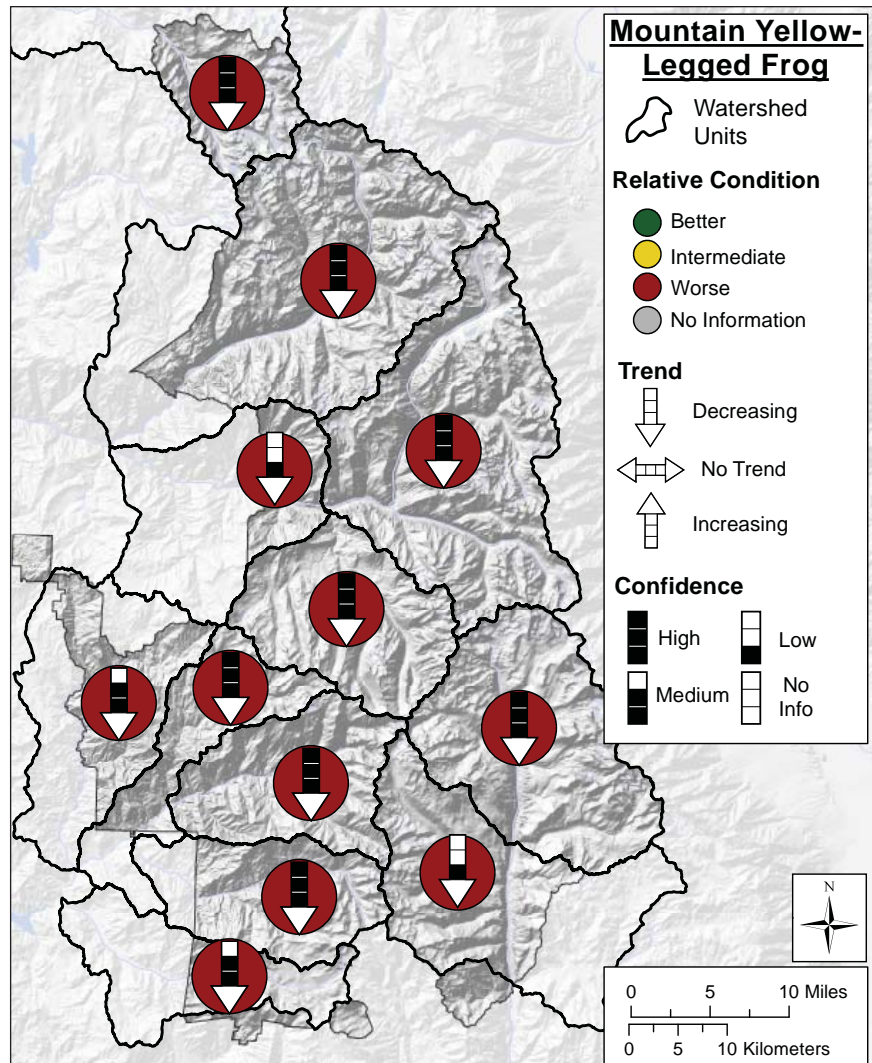 Mountain Yellow-
Legged Frog
Watershed
Units
Relative Condition
Better
Intermediate
Worse
No Information
Trend
Decreasing
No Trend
Increasing
Confidence
High
Low
Medium
No
Info
N
0 5 10 Miles
0 5 10 Kilometers